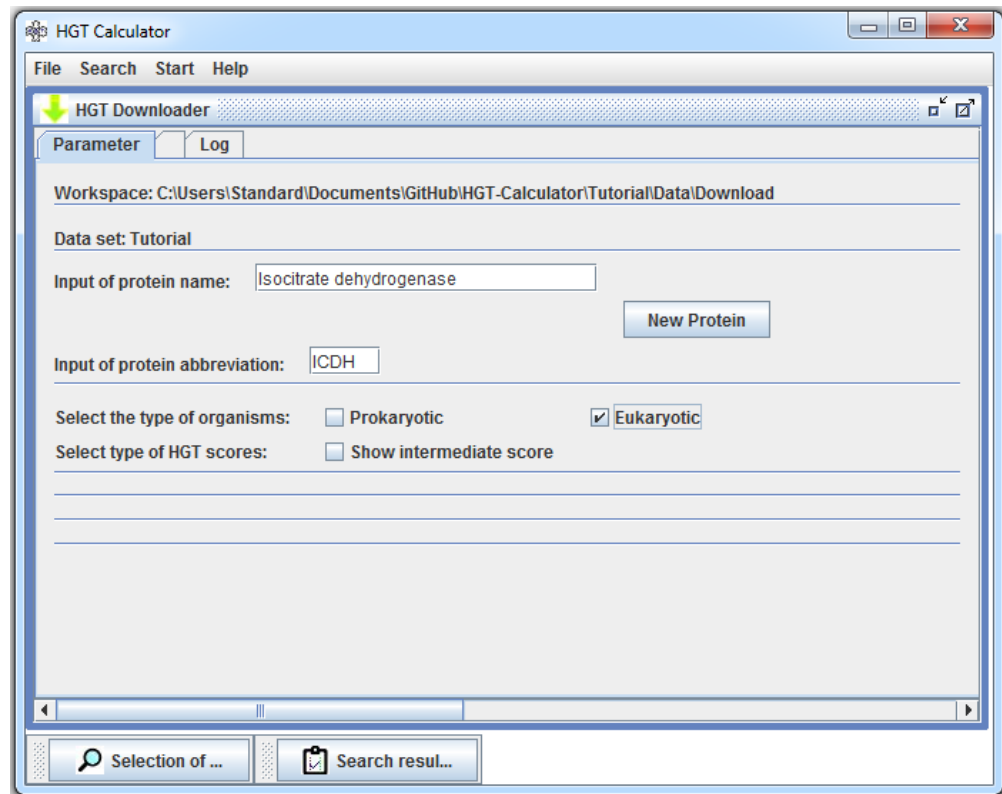 HGT Calculator
File Search Start Help
HGT Downloader
Parameter Log
Workspace: C:\Users\Standard\Documents\GitHub\HGT-Calculator\Tutorial\Data\Download
Data set: Tutorial
Input of protein name: Isocitrate dehydrogenase
New Protein
Input of protein abbreviation: ICDH
Select the type of organisms: Prokaryotic Eukaryotic
Select type of HGT scores: Show intermediate score
Selection of ... Search resul...